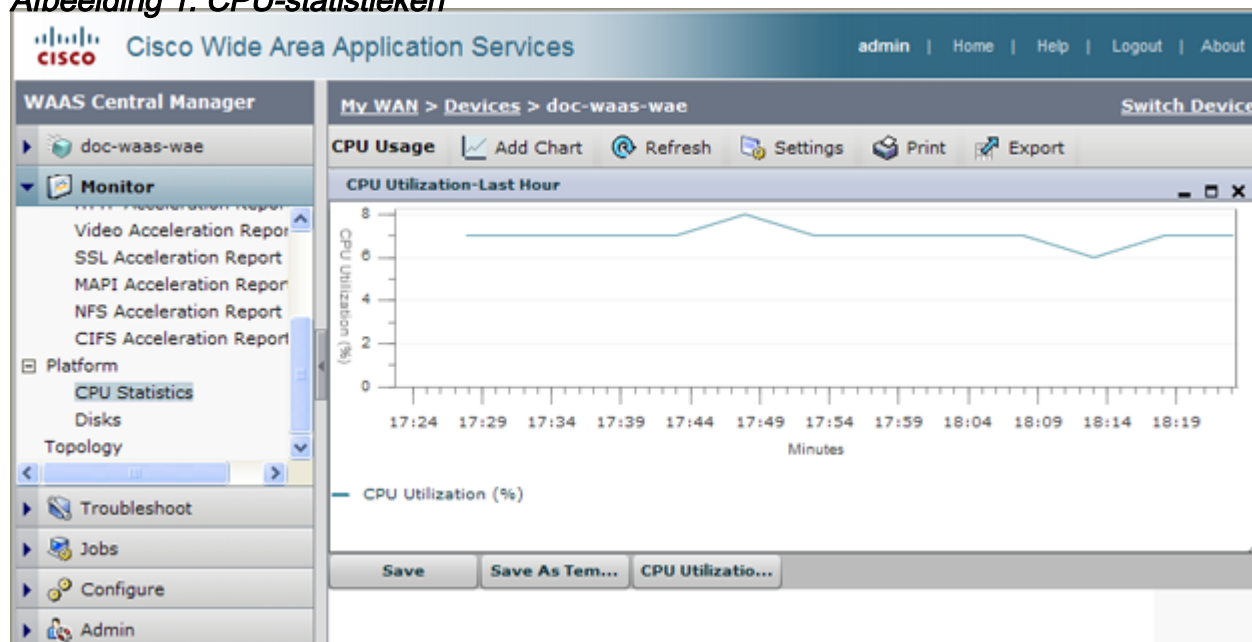 Afbeelding 1. CPU-statistieken
CISCO
Cisco Wide Area Application Services
admin | Home | Help | Logout | About
WAAS Central Manager
My WAN > Devices > doc-waas-wae
Switch Device
doc-waas-wae
CPU Usage Add Chart Refresh Settings Print Export
Monitor
CPU Utilization-Last Hour
Video Acceleration Repor
SSL Acceleration Report
MAPI Acceleration Repor
NFS Acceleration Report
CIFS Acceleration Report
Platform
CPU Statistics
Disks
Topology
Troubleshoot
Jobs
Configure
Admin
CPU Utilization (%)
8
6
4
2
0
17:24 17:29 17:34 17:39 17:44 17:49 17:54 17:59 18:04 18:09 18:14 18:19
Minutes
CPU Utilization (%)
Save Save As Tem... CPU Utilizatio...